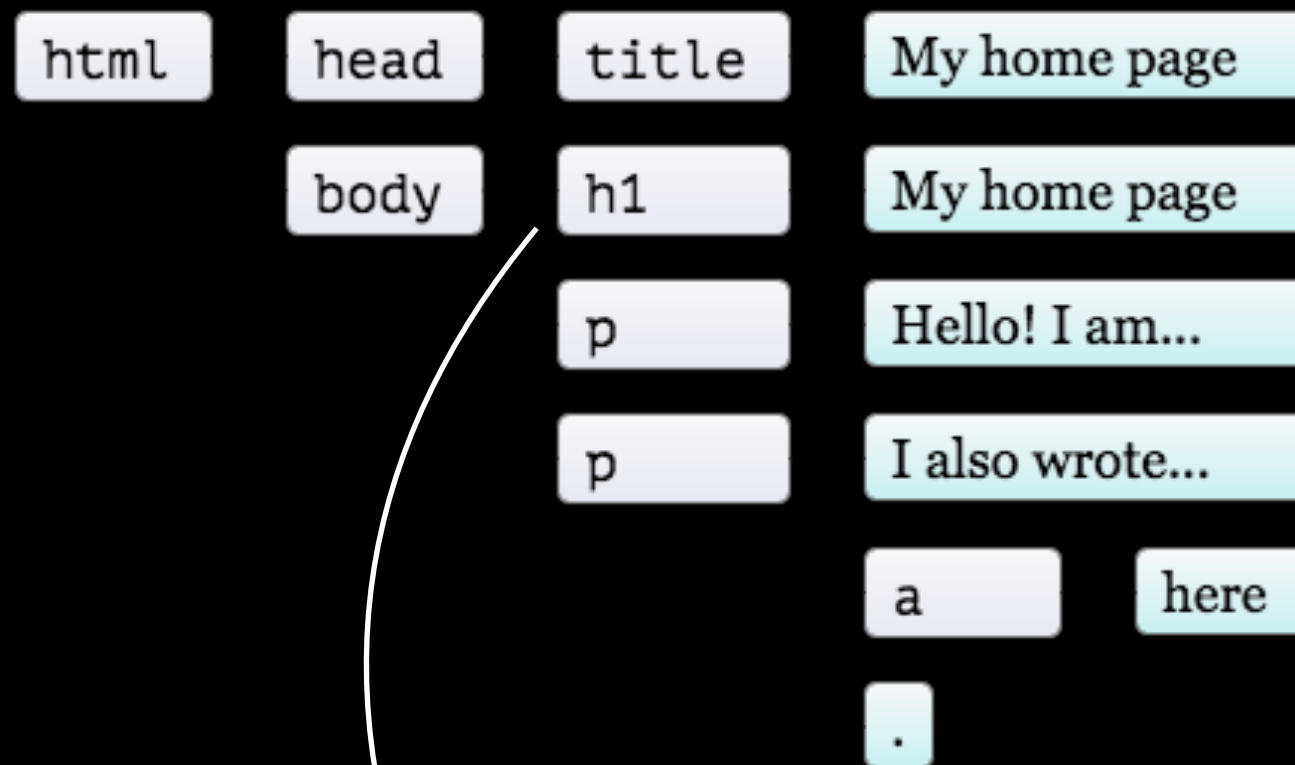 html head title My home page
body h1 My home page
p Hello! I am...
p I also wrote...
a here
.